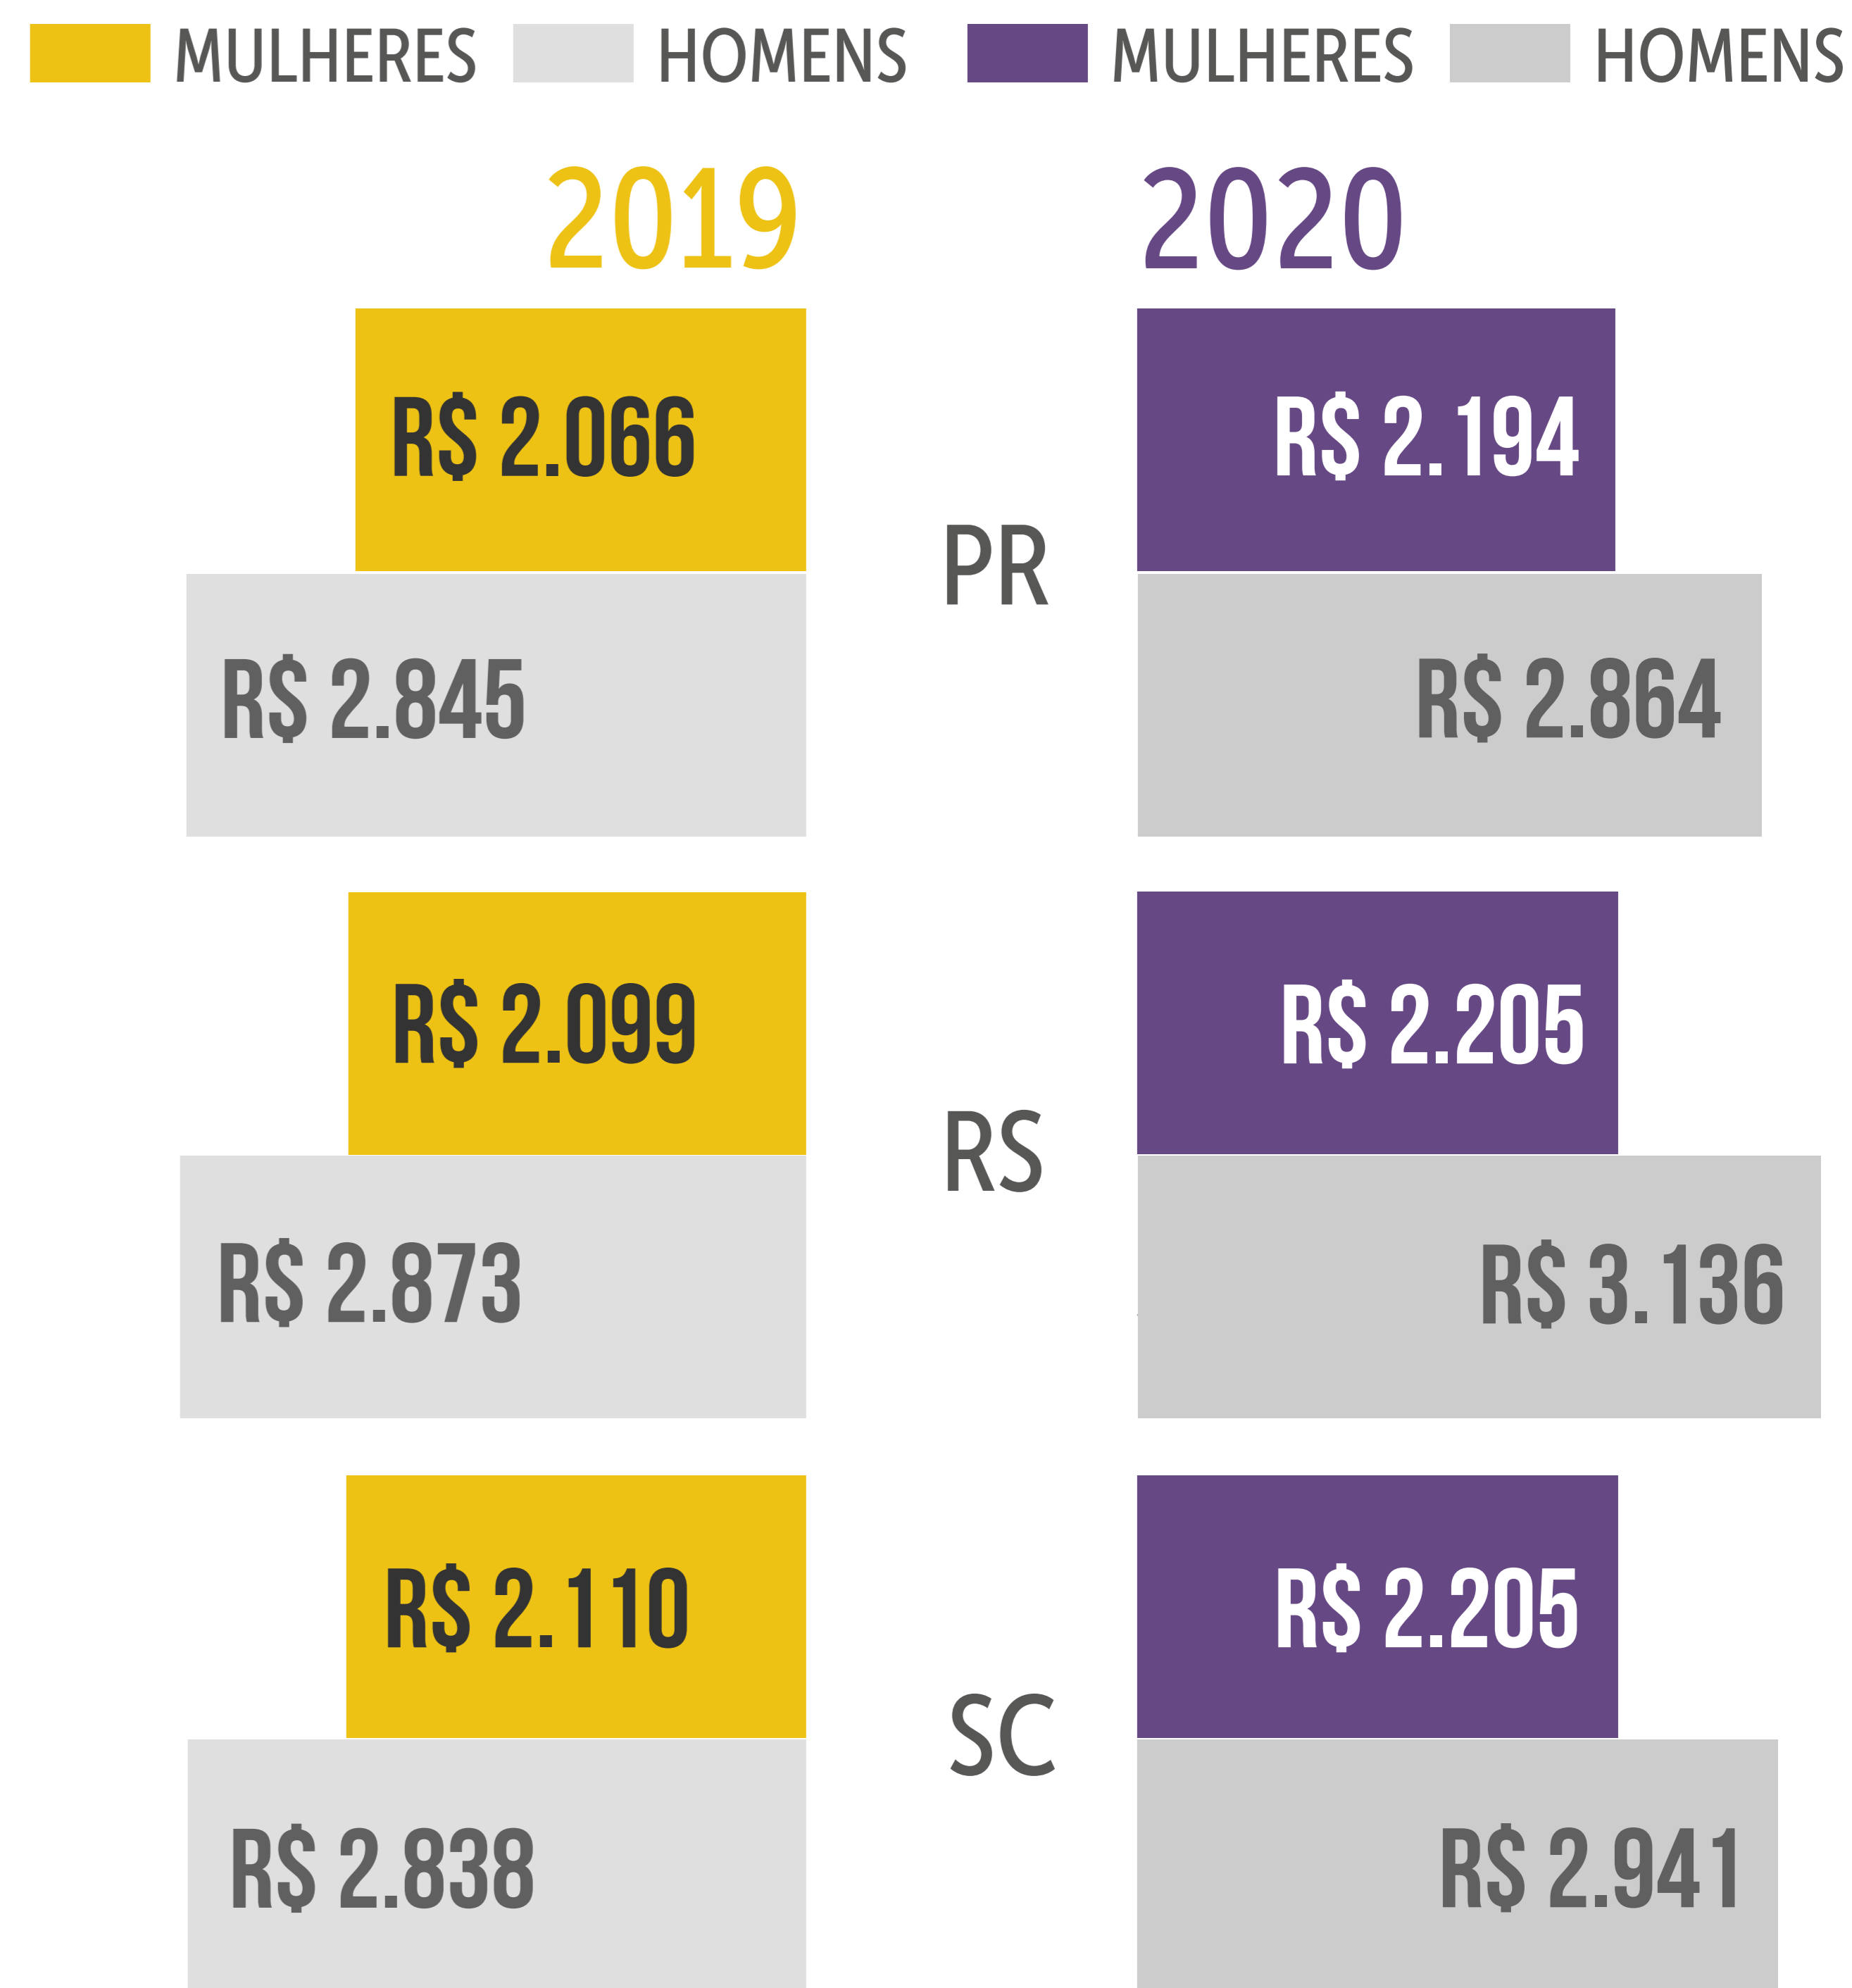 MULHERES HOMENS MULHERES HOMENS
2019 2020
R$ 2.066 R$ 2.194
PR
R$ 2.845 R$ 2.864
R$ 2.099 R$ 2.205
RS
R$ 2.873 R$ 3.136
R$ 2.110 R$ 2.205
SC
R$ 2.838 R$ 2.941